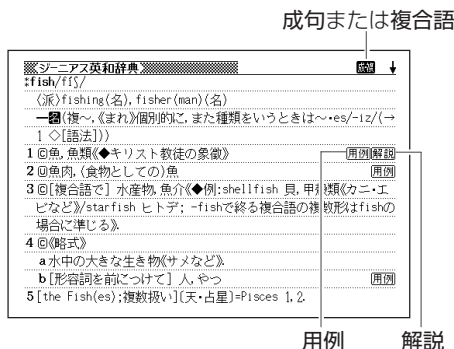 成句または複合語
ジーニアス英和辞典 成句複合 ↓
‡fish/fíʃ/
〈派〉fishing(名), fisher(man)(名)
―名(複~,《まれ》個別的に, また種類をいうときは~・es/-iz/(→
1 ◇[語法]))
1 Ⓒ魚, 魚類《◆キリスト教徒の象徴》 用例 解説
2 Ⓤ魚肉, (食物としての)魚 用例
3 Ⓒ[複合語で] 水産物, 魚介《◆例:shellfish 貝, 甲殻類《カニ・エ
ビなど》/starfish ヒトデ; -fishで終る複合語の複数形はfishの
場合に準じる》.
4 Ⓒ《略式》
a 水中の大きな生き物《サメなど》.
b [形容詞を前につけて] 人, やつ 用例
5 [the Fish(es);複数扱い]〔天・占星〕=Pisces 1, 2.
用例 解説